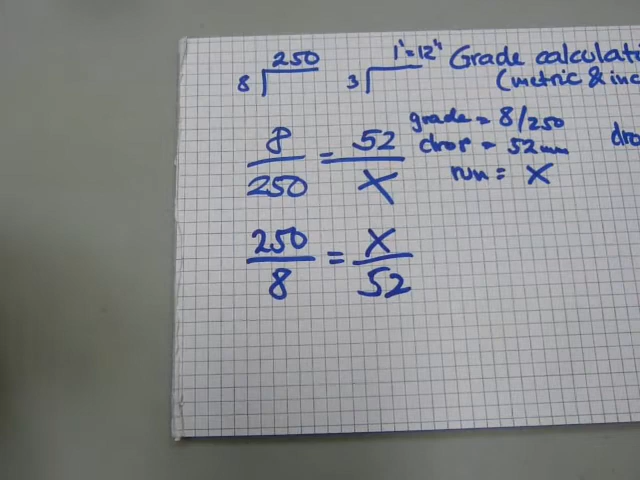 250
8
1'=12"
3
Grade calculati
(metric & inc
8/250 = 52/X
grade = 8/250
drop = 52mm
run = X
dro
250/8 = X/52